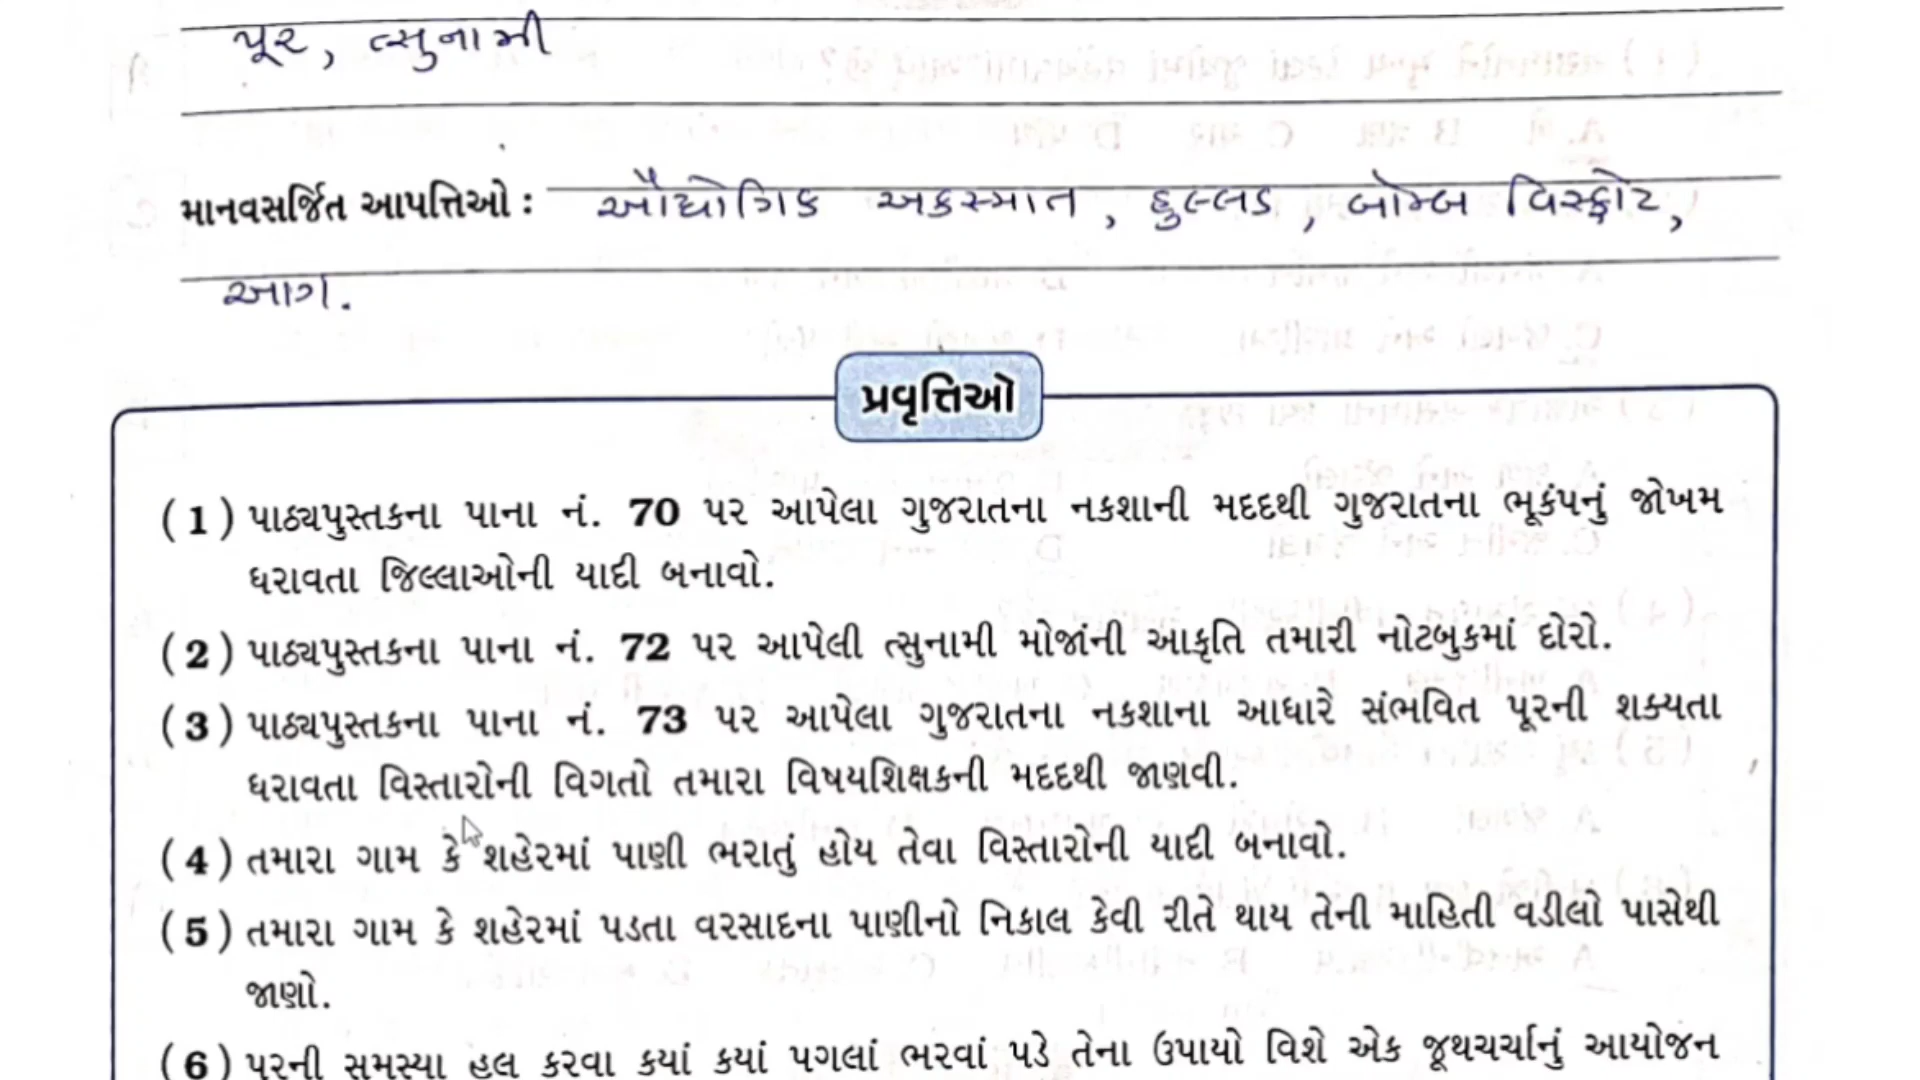 પૂર, ત્સુનામી
માનવસર્જિત આપત્તિઓ : ઔદ્યોગિક અકસ્માત, હુલ્લડ, બૉમ્બ વિસ્ફોટ,
આગ.
પ્રવૃત્તિઓ
(1) પાઠ્યપુસ્તકના પાના નં. 70 પર આપેલા ગુજરાતના નકશાની મદદથી ગુજરાતના ભૂકંપનું જોખમ
ધરાવતા જિલ્લાઓની યાદી બનાવો.
(2) પાઠ્યપુસ્તકના પાના નં. 72 પર આપેલી ત્સુનામી મોજાંની આકૃતિ તમારી નોટબુકમાં દોરો.
(3) પાઠ્યપુસ્તકના પાના નં. 73 પર આપેલા ગુજરાતના નકશાના આધારે સંભવિત પૂરની શક્યતા
ધરાવતા વિસ્તારોની વિગતો તમારા વિષયશિક્ષકની મદદથી જાણવી.
(4) તમારા ગામ કે શહેરમાં પાણી ભરાતું હોય તેવા વિસ્તારોની યાદી બનાવો.
(5) તમારા ગામ કે શહેરમાં પડતા વરસાદના પાણીનો નિકાલ કેવી રીતે થાય તેની માહિતી વડીલો પાસેથી
જાણો.
(6) પૂરની સમસ્યા હલ કરવા કયાં કયાં પગલાં ભરવાં પડે તેના ઉપાયો વિશે એક જૂથચર્ચાનું આયોજન